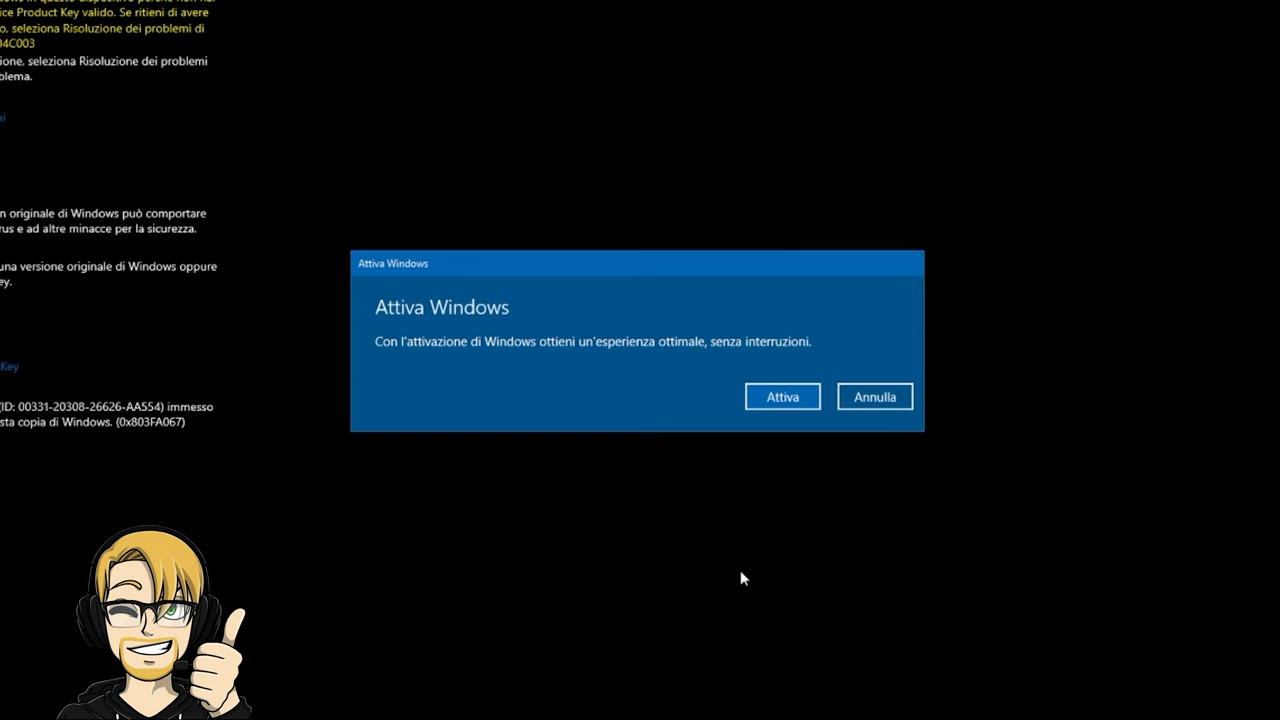 ice Product Key valido. Se ritieni di avere
o, seleziona Risoluzione dei problemi di
04C003
ione, seleziona Risoluzione dei problemi
blema.
ni
n originale di Windows può comportare
rus e ad altre minacce per la sicurezza.
una versione originale di Windows oppure
ey.
Key
(ID: 00331-20308-26626-AA554) immesso
sta copia di Windows. (0x803FA067)
Attiva Windows
Attiva Windows
Con l'attivazione di Windows ottieni un'esperienza ottimale, senza interruzioni.
Attiva
Annulla